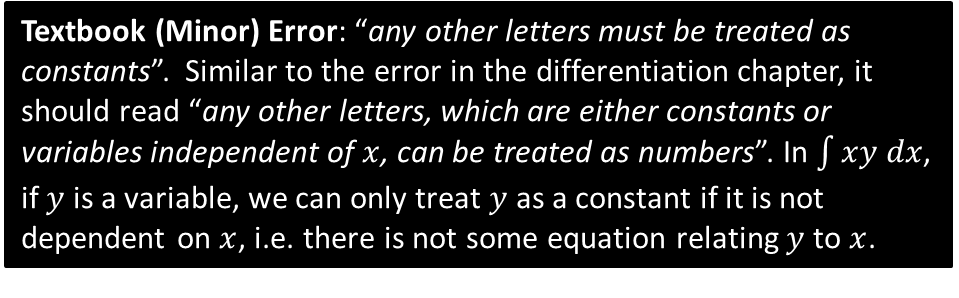 Textbook (Minor) Error: “any other letters must be treated as
constants”. Similar to the error in the differentiation chapter, it
should read “any other letters, which are either constants or
variables independent of 𝑥, can be treated as numbers”. In ∫ 𝑥𝑦 𝑑𝑥,
if 𝑦 is a variable, we can only treat 𝑦 as a constant if it is not
dependent on 𝑥, i.e. there is not some equation relating 𝑦 to 𝑥.